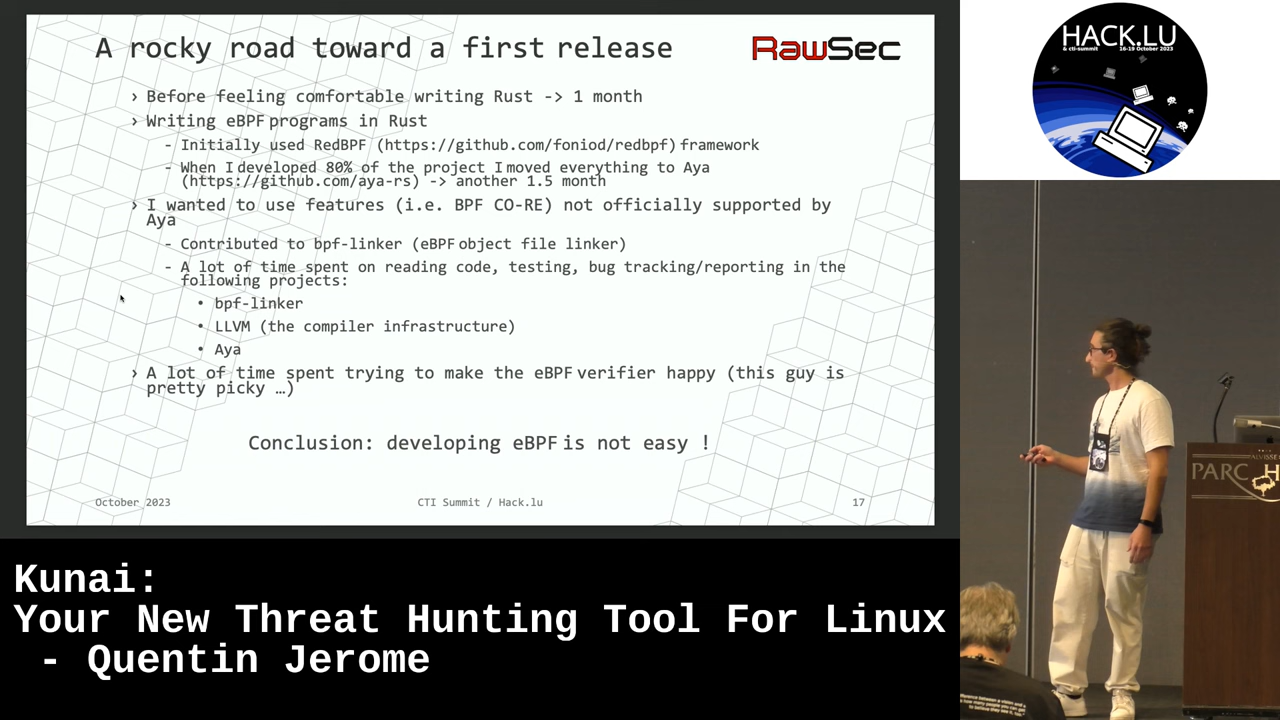 A rocky road toward a first release
RawSec
› Before feeling comfortable writing Rust -> 1 month
› Writing eBPF programs in Rust
- Initially used RedBPF (https://github.com/foniod/redbpf) framework
- When I developed 80% of the project I moved everything to Aya
(https://github.com/aya-rs) -> another 1.5 month
› I wanted to use features (i.e. BPF CO-RE) not officially supported by
Aya
- Contributed to bpf-linker (eBPF object file linker)
- A lot of time spent on reading code, testing, bug tracking/reporting in the
following projects:
• bpf-linker
• LLVM (the compiler infrastructure)
• Aya
› A lot of time spent trying to make the eBPF verifier happy (this guy is
pretty picky …)
Conclusion: developing eBPF is not easy !
October 2023
CTI Summit / Hack.lu
17
HACK.LU
& cti-summit 16-19 October 2023
PARC H
Kunai:
Your New Threat Hunting Tool For Linux
- Quentin Jerome